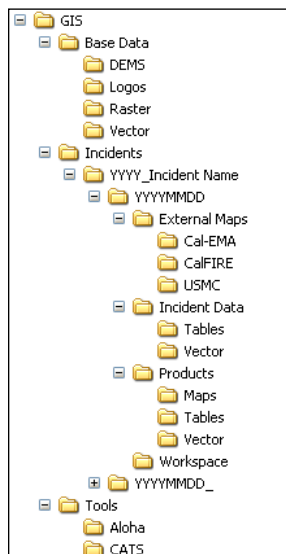 GIS
Base Data
DEMS
Logos
Raster
Vector
Incidents
YYYY_Incident Name
YYYYMMDD
External Maps
Cal-EMA
CalFIRE
USMC
Incident Data
Tables
Vector
Products
Maps
Tables
Vector
Workspace
YYYYMMDD_
Tools
Aloha
CATS